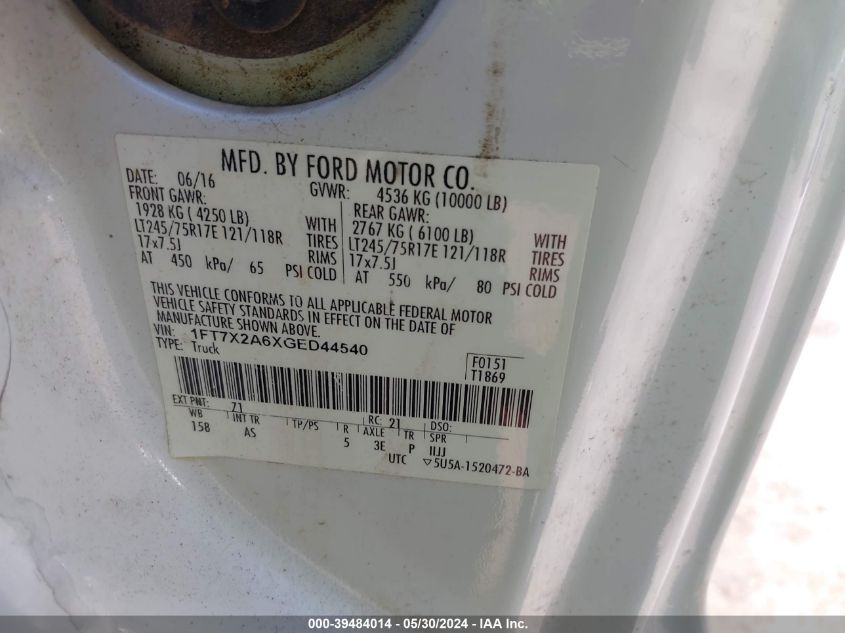 MFD. BY FORD MOTOR CO.
DATE: 06/16 GVWR: 4536 KG (10000 LB)
FRONT GAWR: REAR GAWR:
1928 KG ( 4250 LB) WITH 2767 KG ( 6100 LB) WITH
LT245/75R17E 121/118R TIRES LT245/75R17E 121/118R TIRES
17x7.5J RIMS 17x7.5J RIMS
AT 450 kPa/ 65 PSI COLD AT 550 kPa/ 80 PSI COLD
THIS VEHICLE CONFORMS TO ALL APPLICABLE FEDERAL MOTOR
VEHICLE SAFETY STANDARDS IN EFFECT ON THE DATE OF
MANUFACTURE SHOWN ABOVE.
VIN: 1FT7X2A6XGED44540 F0151
TYPE: Truck T1869
EXT PNT: 71 RC: 21 DSO:
WB INT TR TP/PS R AXLE TR SPR
158 AS 5 3E P IIJJ
UTC ▽5U5A-1520472-BA
000-39484014 / 05/30/2024 - IAA Inc.